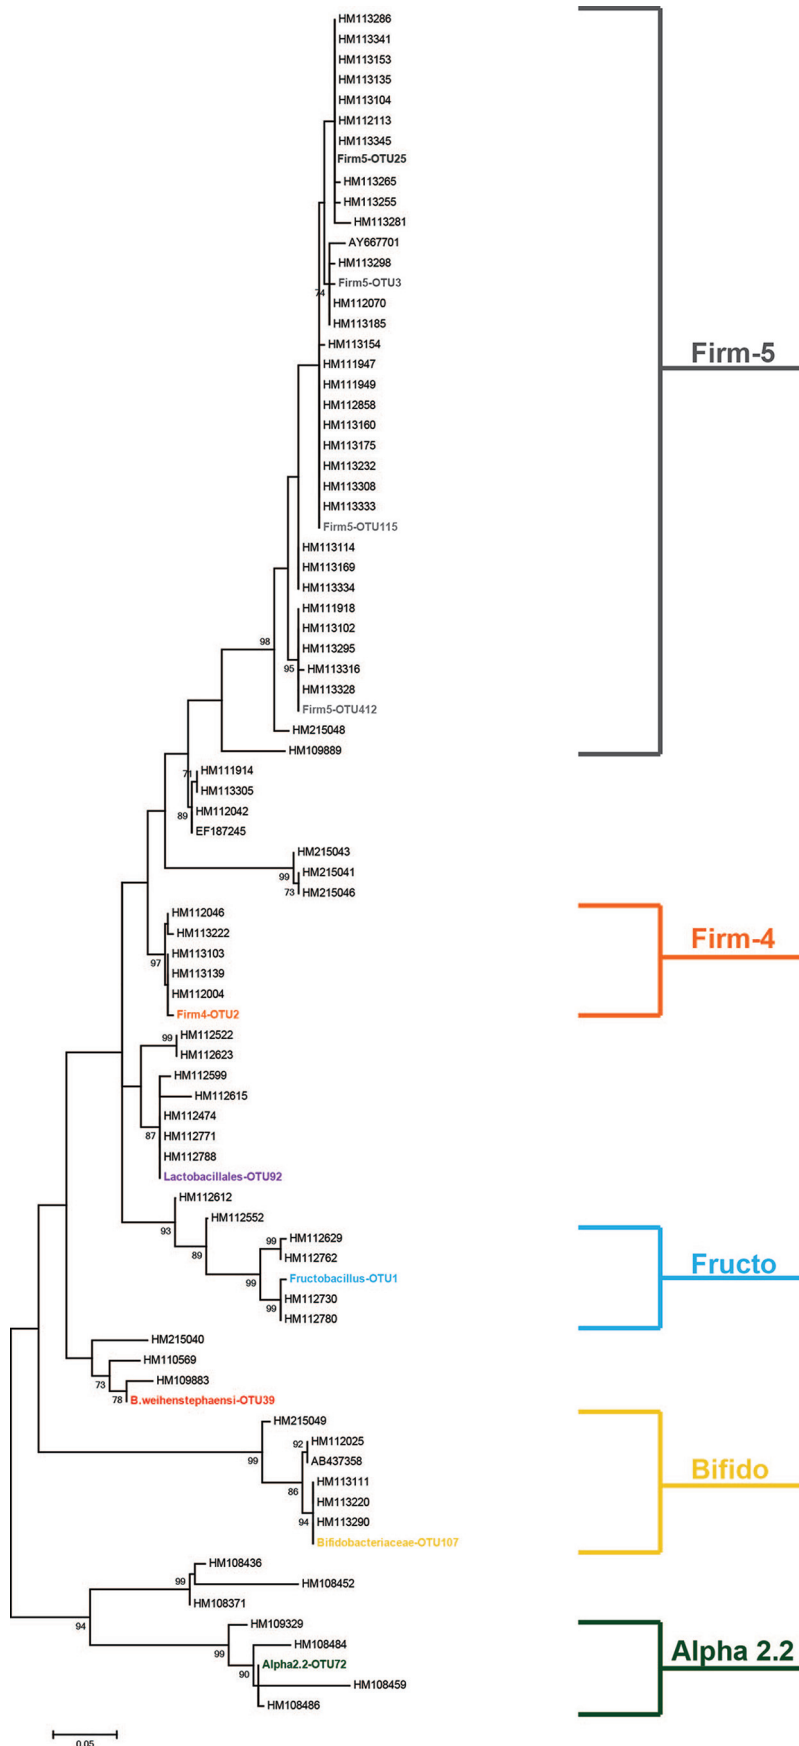 HM113286
HM113341
HM113153
HM113135
HM113104
HM112113
HM113345
Firm5-OTU25
HM113265
HM113255
HM113281
AY667701
HM113298
Firm5-OTU3
74
HM112070
HM113185
HM113154
Firm-5
HM111947
HM111949
HM112858
HM113160
HM113175
HM113232
HM113308
HM113333
Firm5-OTU115
HM113114
HM113169
HM113334
HM111918
HM113102
98
HM113295
95
HM113316
HM113328
Firm5-OTU412
HM215048
HM109889
71
HM111914
HM113305
89
HM112042
EF187245
HM215043
99
HM215041
73
HM215046
HM112046
HM113222
Firm-4
97
HM113103
HM113139
HM112004
Firm4-OTU2
99
HM112522
HM112623
HM112599
HM112615
HM112474
87
HM112771
HM112788
Lactobacillales-OTU92
HM112612
93
HM112552
99
HM112629
89
HM112762
Fructo
99
Fructobacillus-OTU1
HM112730
99
HM112780
HM215040
HM110569
73
HM109883
78
B.weihenstephaensi-OTU39
HM215049
92
HM112025
99
AB437358
Bifido
86
HM113111
HM113220
94
HM113290
Bifidobacteriaceae-OTU107
HM108436
99
HM108452
HM108371
94
HM109329
99
HM108484
Alpha 2.2
90
Alpha2.2-OTU72
HM108459
HM108486
0.05